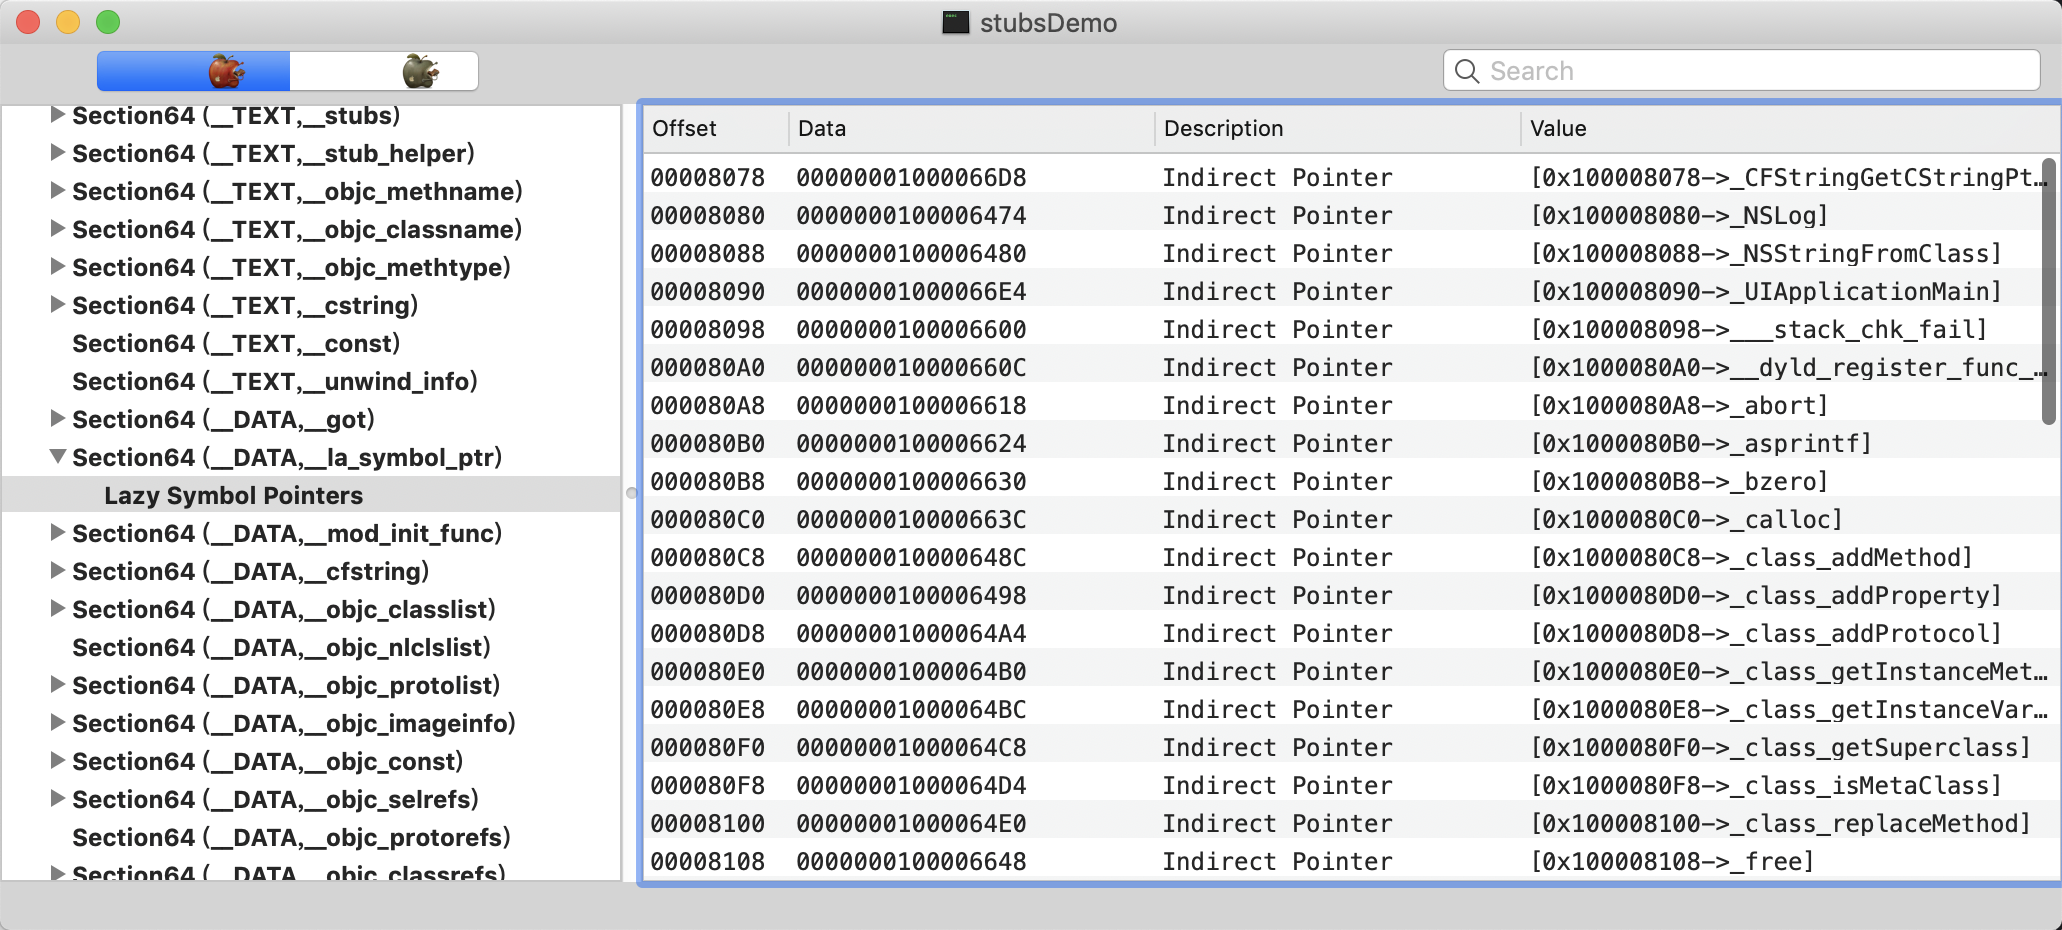 stubsDemo
Search
Section64 (__TEXT,__stubs)
Section64 (__TEXT,__stub_helper)
Section64 (__TEXT,__objc_methname)
Section64 (__TEXT,__objc_classname)
Section64 (__TEXT,__objc_methtype)
Section64 (__TEXT,__cstring)
Section64 (__TEXT,__const)
Section64 (__TEXT,__unwind_info)
Section64 (__DATA,__got)
Section64 (__DATA,__la_symbol_ptr)
Lazy Symbol Pointers
Section64 (__DATA,__mod_init_func)
Section64 (__DATA,__cfstring)
Section64 (__DATA,__objc_classlist)
Section64 (__DATA,__objc_nlclslist)
Section64 (__DATA,__objc_protolist)
Section64 (__DATA,__objc_imageinfo)
Section64 (__DATA,__objc_const)
Section64 (__DATA,__objc_selrefs)
Section64 (__DATA,__objc_protorefs)
Section64 (__DATA,__objc_classrefs)
Offset Data Description Value
00008078 00000001000066D8 Indirect Pointer [0x100008078->_CFStringGetCStringPt…
00008080 0000000100006474 Indirect Pointer [0x100008080->_NSLog]
00008088 0000000100006480 Indirect Pointer [0x100008088->_NSStringFromClass]
00008090 00000001000066E4 Indirect Pointer [0x100008090->_UIApplicationMain]
00008098 0000000100006600 Indirect Pointer [0x100008098->___stack_chk_fail]
000080A0 000000010000660C Indirect Pointer [0x1000080A0->__dyld_register_func_…
000080A8 0000000100006618 Indirect Pointer [0x1000080A8->_abort]
000080B0 0000000100006624 Indirect Pointer [0x1000080B0->_asprintf]
000080B8 0000000100006630 Indirect Pointer [0x1000080B8->_bzero]
000080C0 000000010000663C Indirect Pointer [0x1000080C0->_calloc]
000080C8 000000010000648C Indirect Pointer [0x1000080C8->_class_addMethod]
000080D0 0000000100006498 Indirect Pointer [0x1000080D0->_class_addProperty]
000080D8 00000001000064A4 Indirect Pointer [0x1000080D8->_class_addProtocol]
000080E0 00000001000064B0 Indirect Pointer [0x1000080E0->_class_getInstanceMet…
000080E8 00000001000064BC Indirect Pointer [0x1000080E8->_class_getInstanceVar…
000080F0 00000001000064C8 Indirect Pointer [0x1000080F0->_class_getSuperclass]
000080F8 00000001000064D4 Indirect Pointer [0x1000080F8->_class_isMetaClass]
00008100 00000001000064E0 Indirect Pointer [0x100008100->_class_replaceMethod]
00008108 0000000100006648 Indirect Pointer [0x100008108->_free]